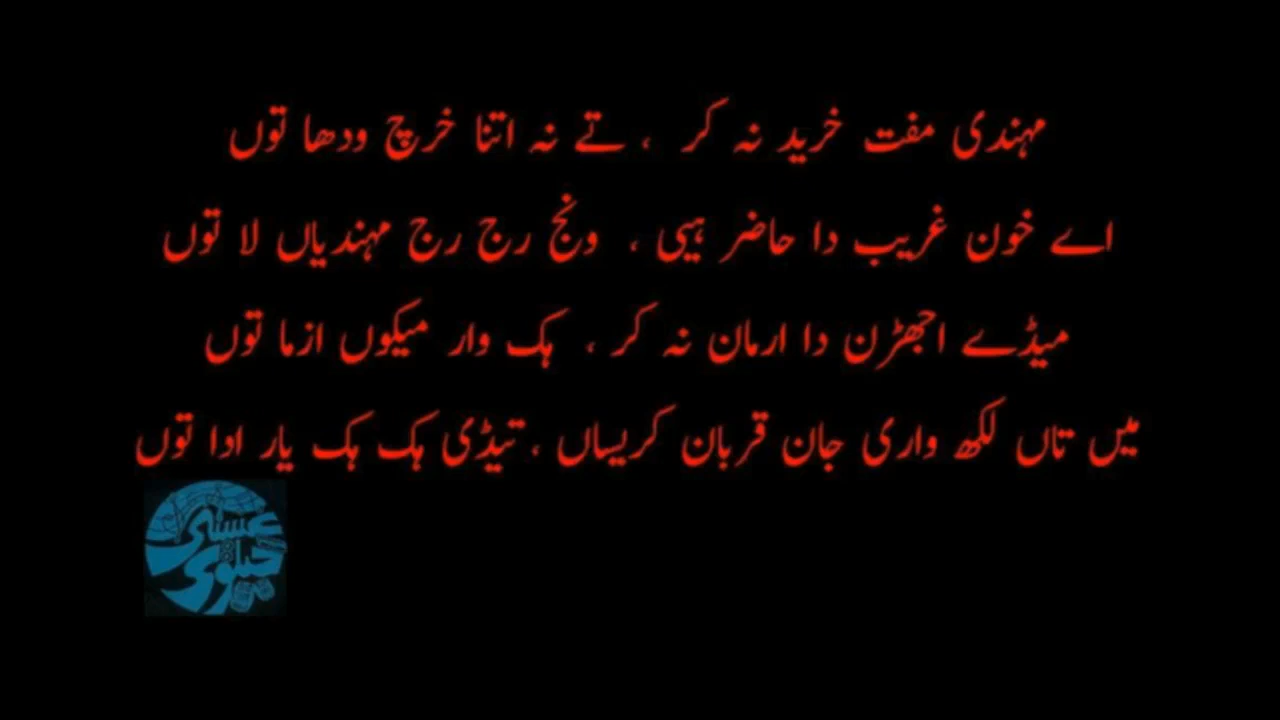 مہندی مفت خرید نہ کر ، تے نہ اتنا خرچ ودھا توں
اے خون غریب دا حاضر ہیی ، ونج رج رج مہندیاں لا توں
میڈے اجھڑن دا ارمان نہ کر ، ہک وار میکوں ازما توں
میں تاں لکھ واری جان قربان کریساں ، تیڈی ہک ہک یار ادا توں